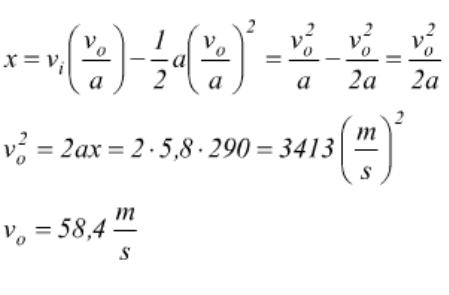 x = v_i (v_o / a) − 1/2 a (v_o / a)^2 = v_o^2 / a − v_o^2 / 2a = v_o^2 / 2a
v_o^2 = 2ax = 2 · 5,8 · 290 = 3413 (m / s)^2
v_o = 58,4 m / s